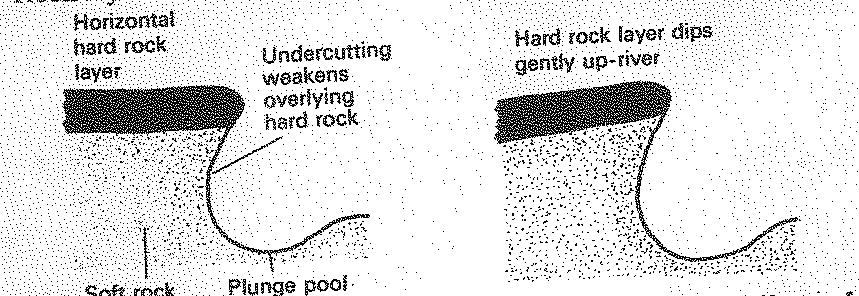 Horizontal
hard rock
layer
Undercutting
weakens
overlying
hard rock
Hard rock layer dips
gently up-river
Soft rock
Plunge pool